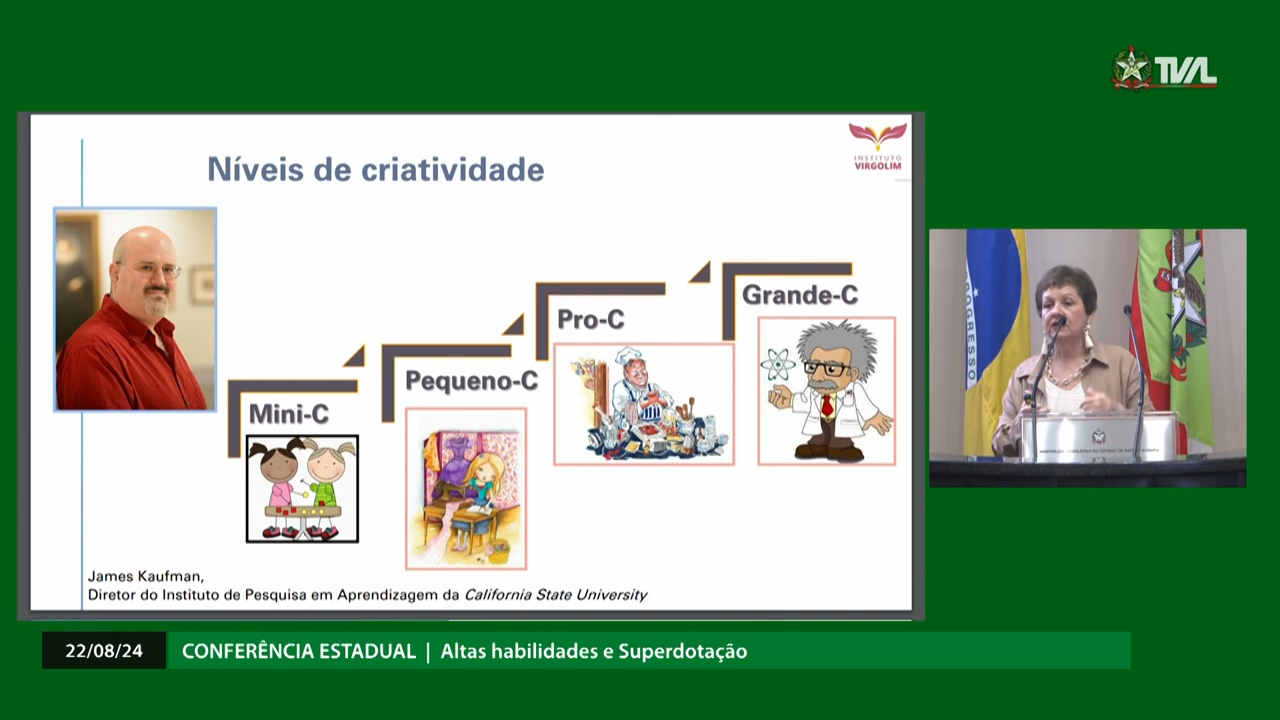 TVAL
Níveis de criatividade
INSTITUTO
VIRGOLIM
Grande-C
Pro-C
Pequeno-C
Mini-C
OGRESSO
James Kaufman,
Diretor do Instituto de Pesquisa em Aprendizagem da California State University
22/08/24
CONFERÊNCIA ESTADUAL | Altas habilidades e Superdotação